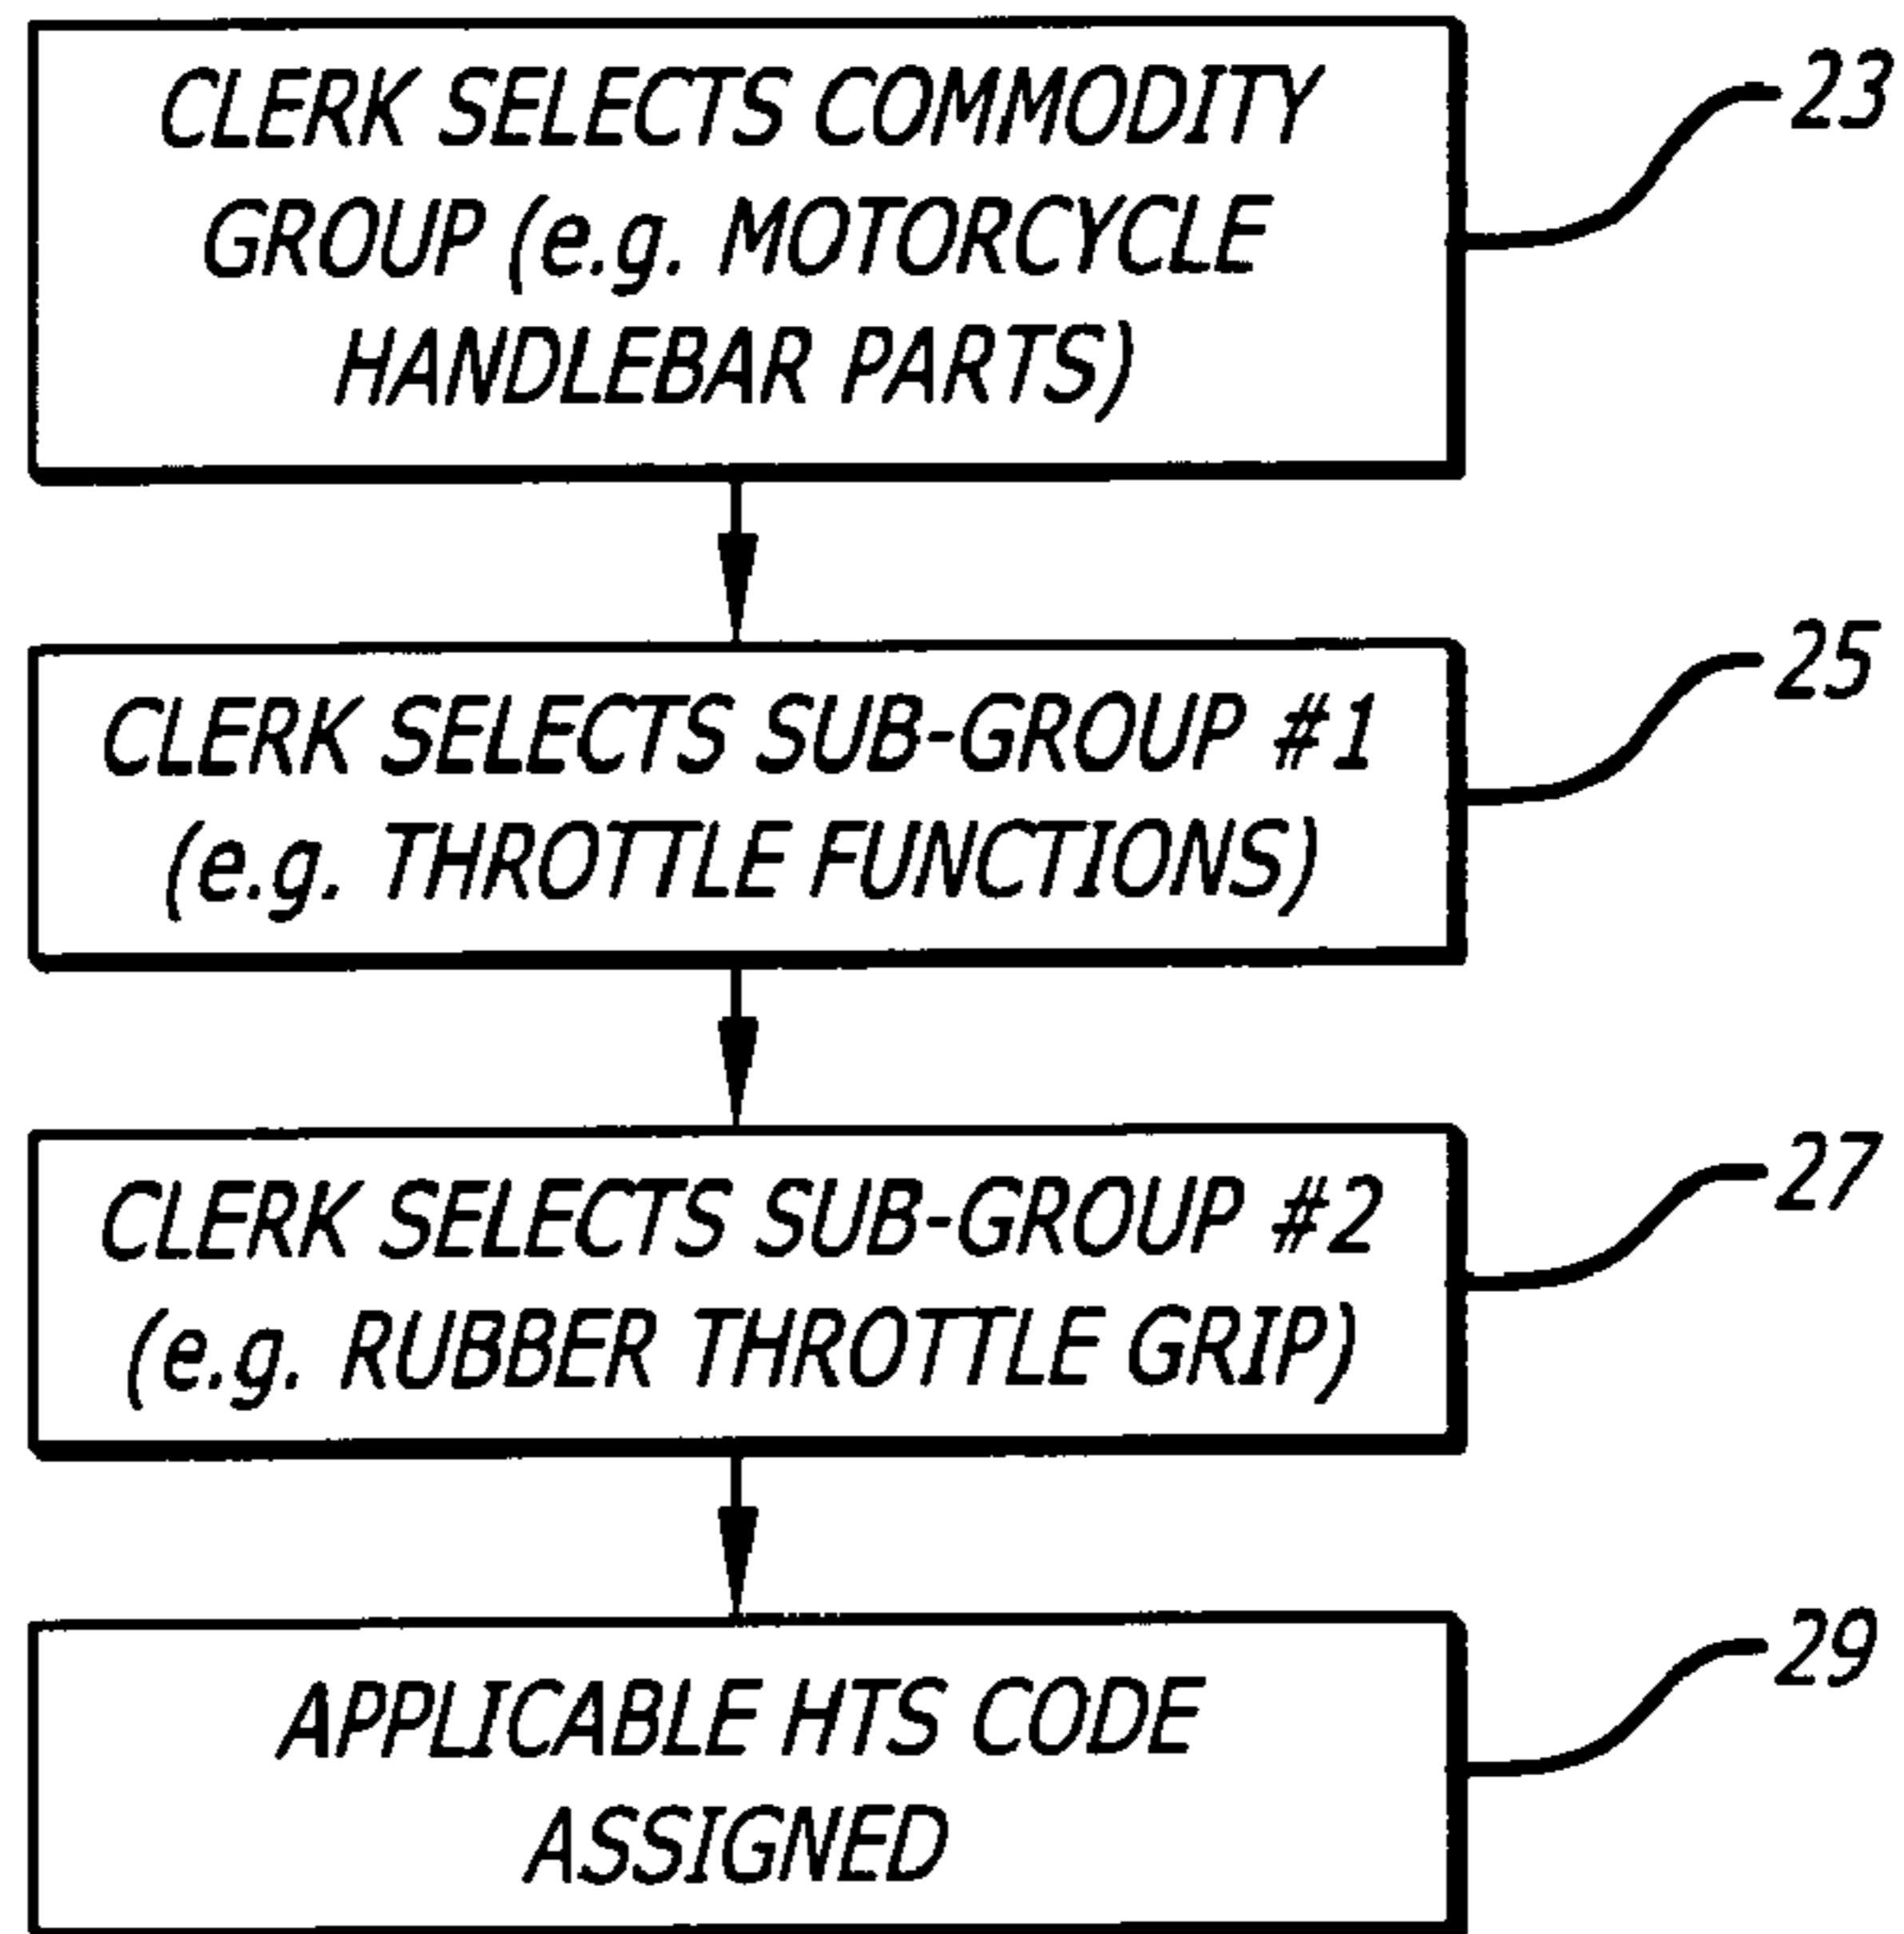 CLERK SELECTS COMMODITY
GROUP (e.g. MOTORCYCLE
HANDLEBAR PARTS)
23
CLERK SELECTS SUB-GROUP #1
(e.g. THROTTLE FUNCTIONS)
25
CLERK SELECTS SUB-GROUP #2
(e.g. RUBBER THROTTLE GRIP)
27
APPLICABLE HTS CODE
ASSIGNED
29